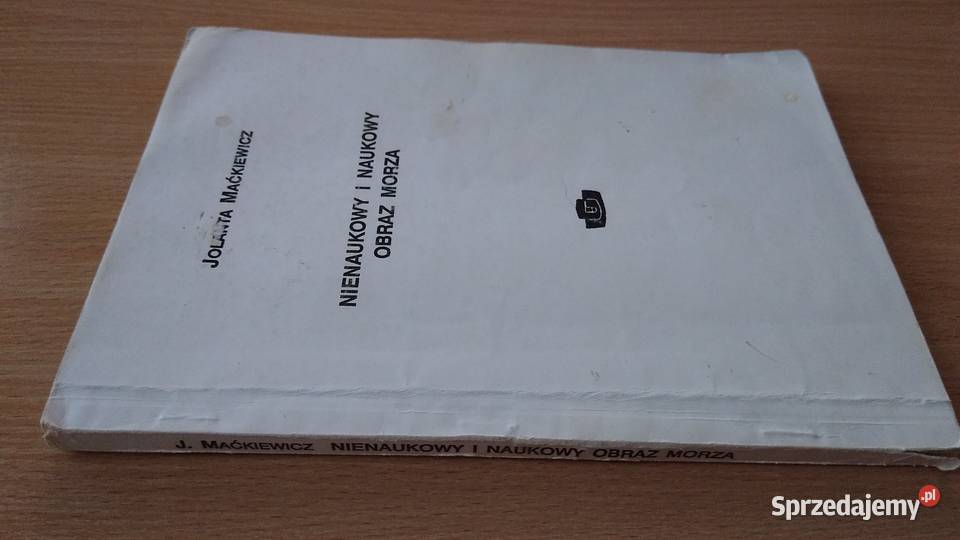 JOLANTA MAĆKIEWICZ
NIENAUKOWY I NAUKOWY
OBRAZ MORZA
J. MAĆKIEWICZ NIENAUKOWY I NAUKOWY OBRAZ MORZA
Sprzedajemy.pl